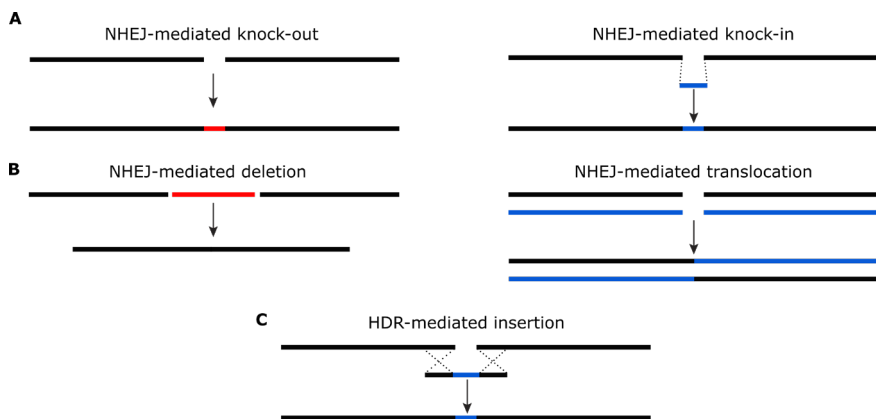 A
NHEJ-mediated knock-out
NHEJ-mediated knock-in
B
NHEJ-mediated deletion
NHEJ-mediated translocation
C
HDR-mediated insertion